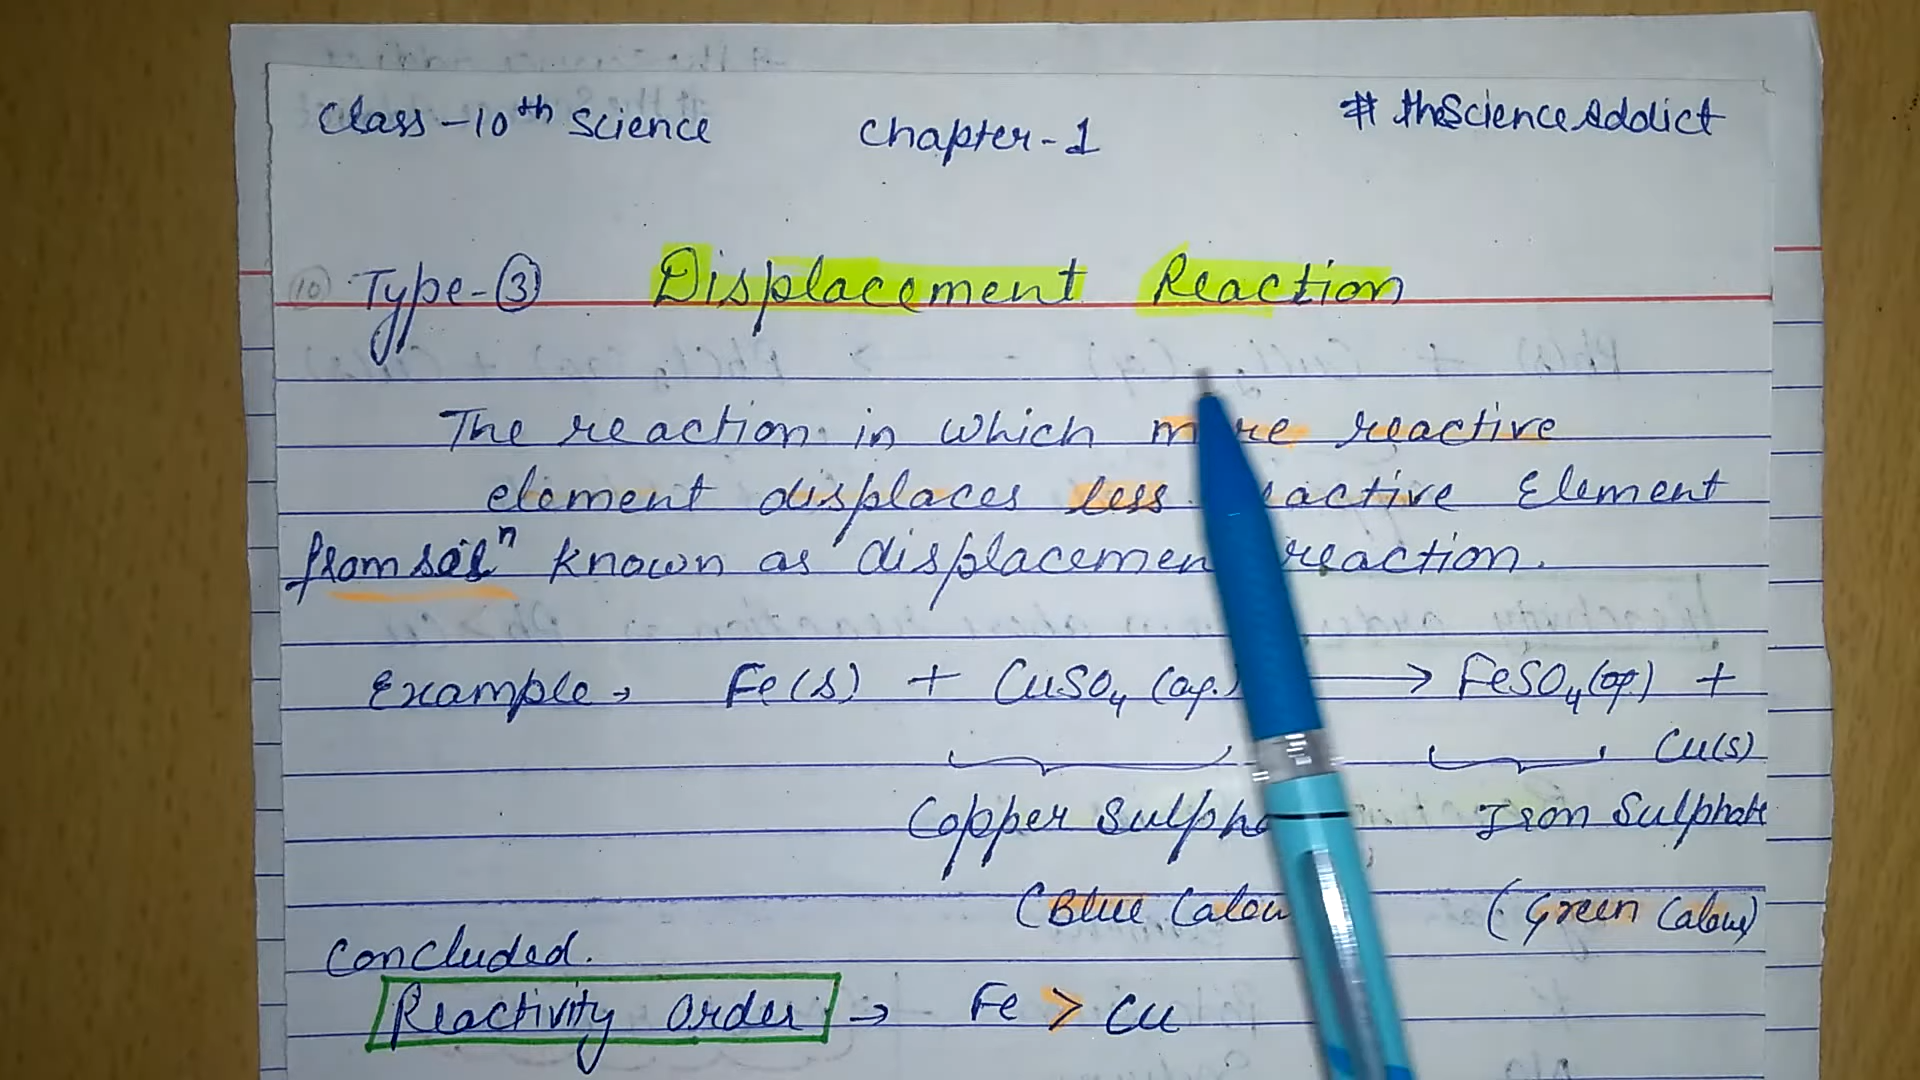 Class-10th Science Chapter-1 # theScienceAddict
Type-③ Displacement Reaction
The reaction in which more reactive
element displaces less reactive Element
from solⁿ known as displacement reaction.
Example → Fe(s) + CuSO₄ (aq.) → FeSO₄(aq.) +
Cu(s)
Copper Sulpha Iron Sulphate
(Blue Colou (Green Colour)
Concluded.
Reactivity Order → Fe > Cu